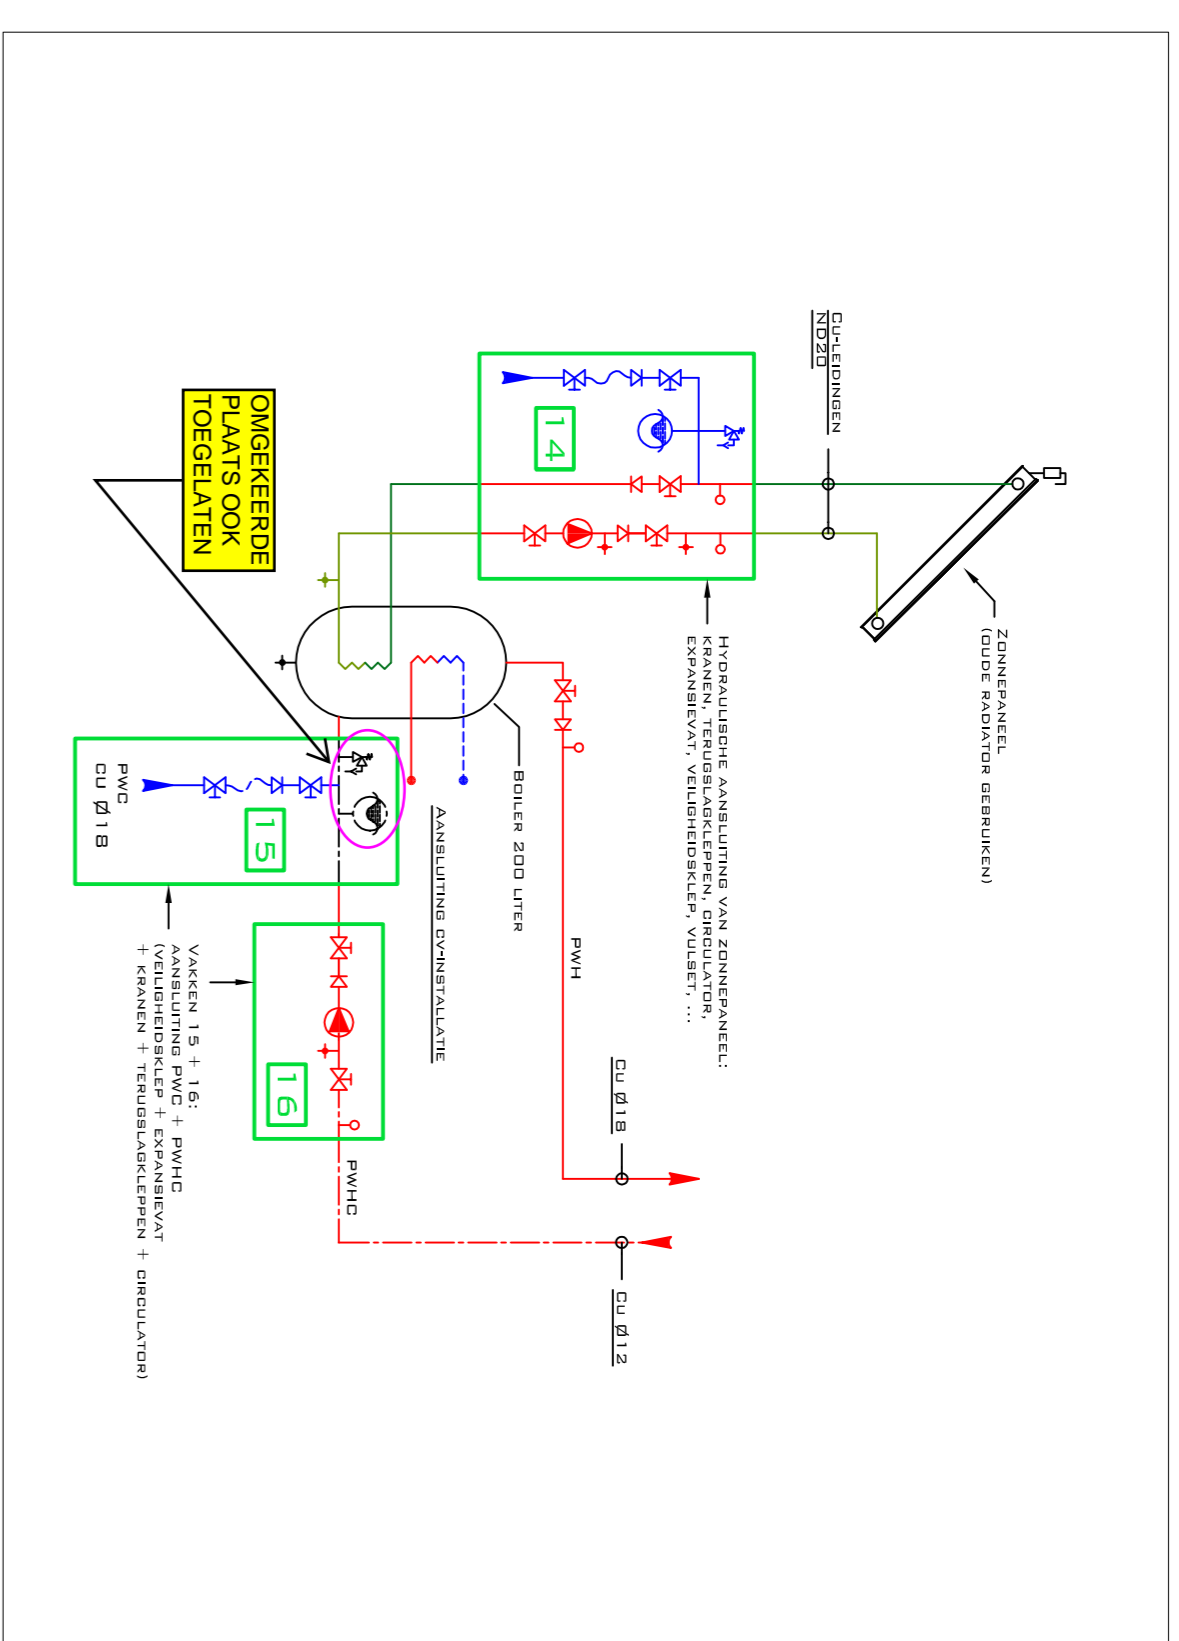 Zonnepaneel
(oude radiator gebruiken)
Cu-leidingen
ND20
14
Hydraulische aansluiting van zonnepaneel:
kranen, terugslagkleppen, circulator,
expansievat, veiligheidsklep, vulset, ...
Cu Ø18
Cu Ø12
PWH
Boiler 200 liter
Aansluiting cv-installatie
PWHC
OMGEKEERDE
PLAATS OOK
TOEGELATEN
15
16
PWC
Cu Ø18
Vakken 15 + 16:
aansluiting PWC + PWHC
(veiligheidsklep + expansievat
+ kranen + terugslagkleppen + circulator)